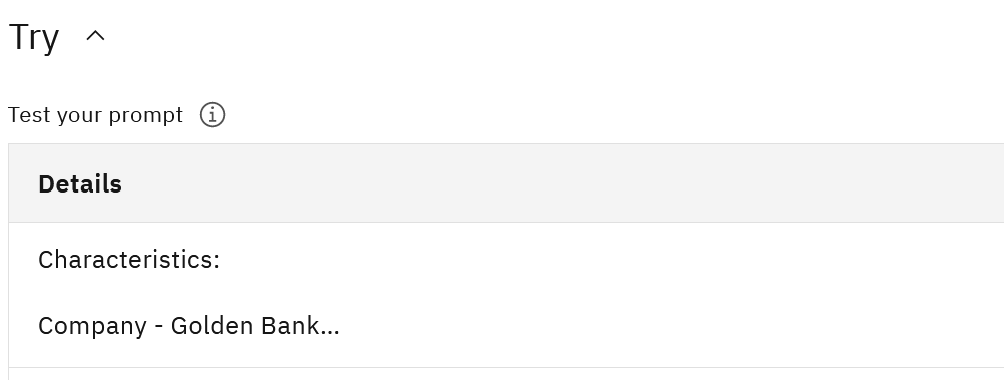 Try
Test your prompt
Details
Characteristics:
Company - Golden Bank...